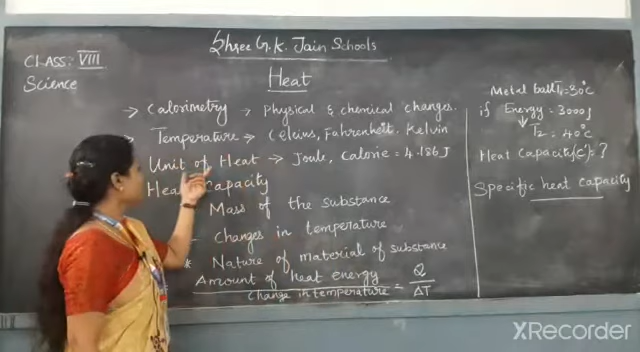 Shree G.K. Jain Schools
CLASS: VIII
Science
Heat
→ Calorimetry → Physical & chemical changes.
Temperature → Celcius, Fahrenheit, Kelvin
Unit of Heat → Joule, Calorie = 4.186 J
Heat Capacity
Mass of the substance
- Changes in temperature
* Nature of material of substance
Amount of heat energy / Change in temperature = Q / ΔT
Metal ball T₁=30°C
if Energy = 3000 J
↓
T₂ = 40°C
Heat Capacity (C') = ?
Specific heat capacity
XRecorder